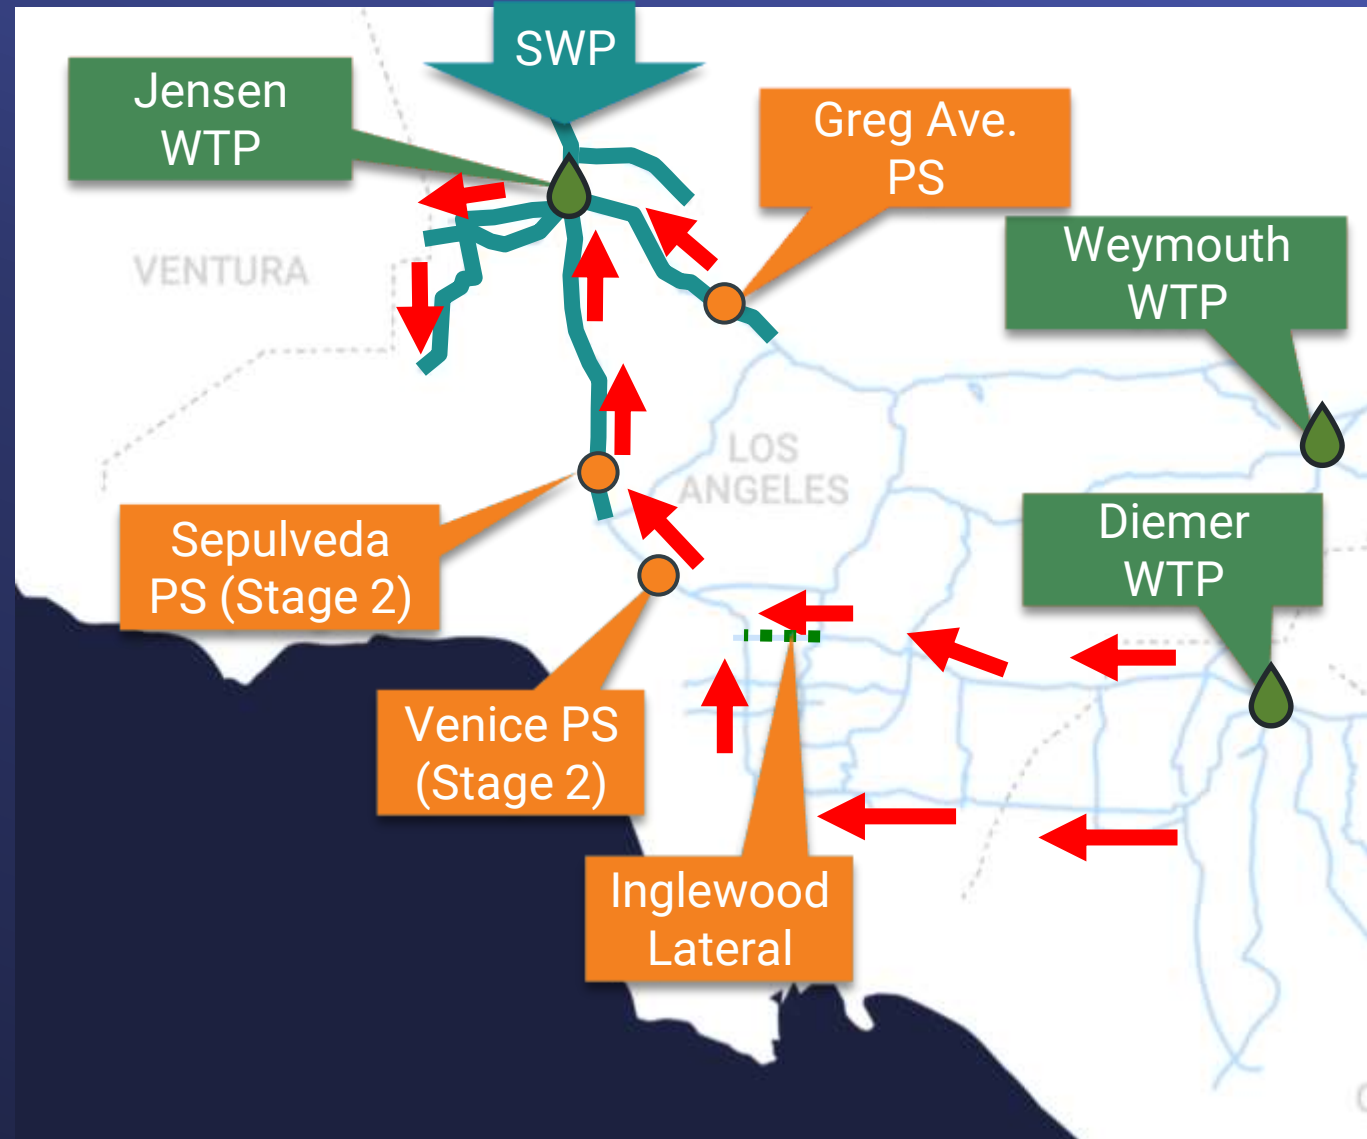 SWP
Jensen
WTP
Greg Ave.
PS
Weymouth
WTP
VENTURA
LOS
ANGELES
Sepulveda
PS (Stage 2)
Diemer
WTP
Venice PS
(Stage 2)
Inglewood
Lateral